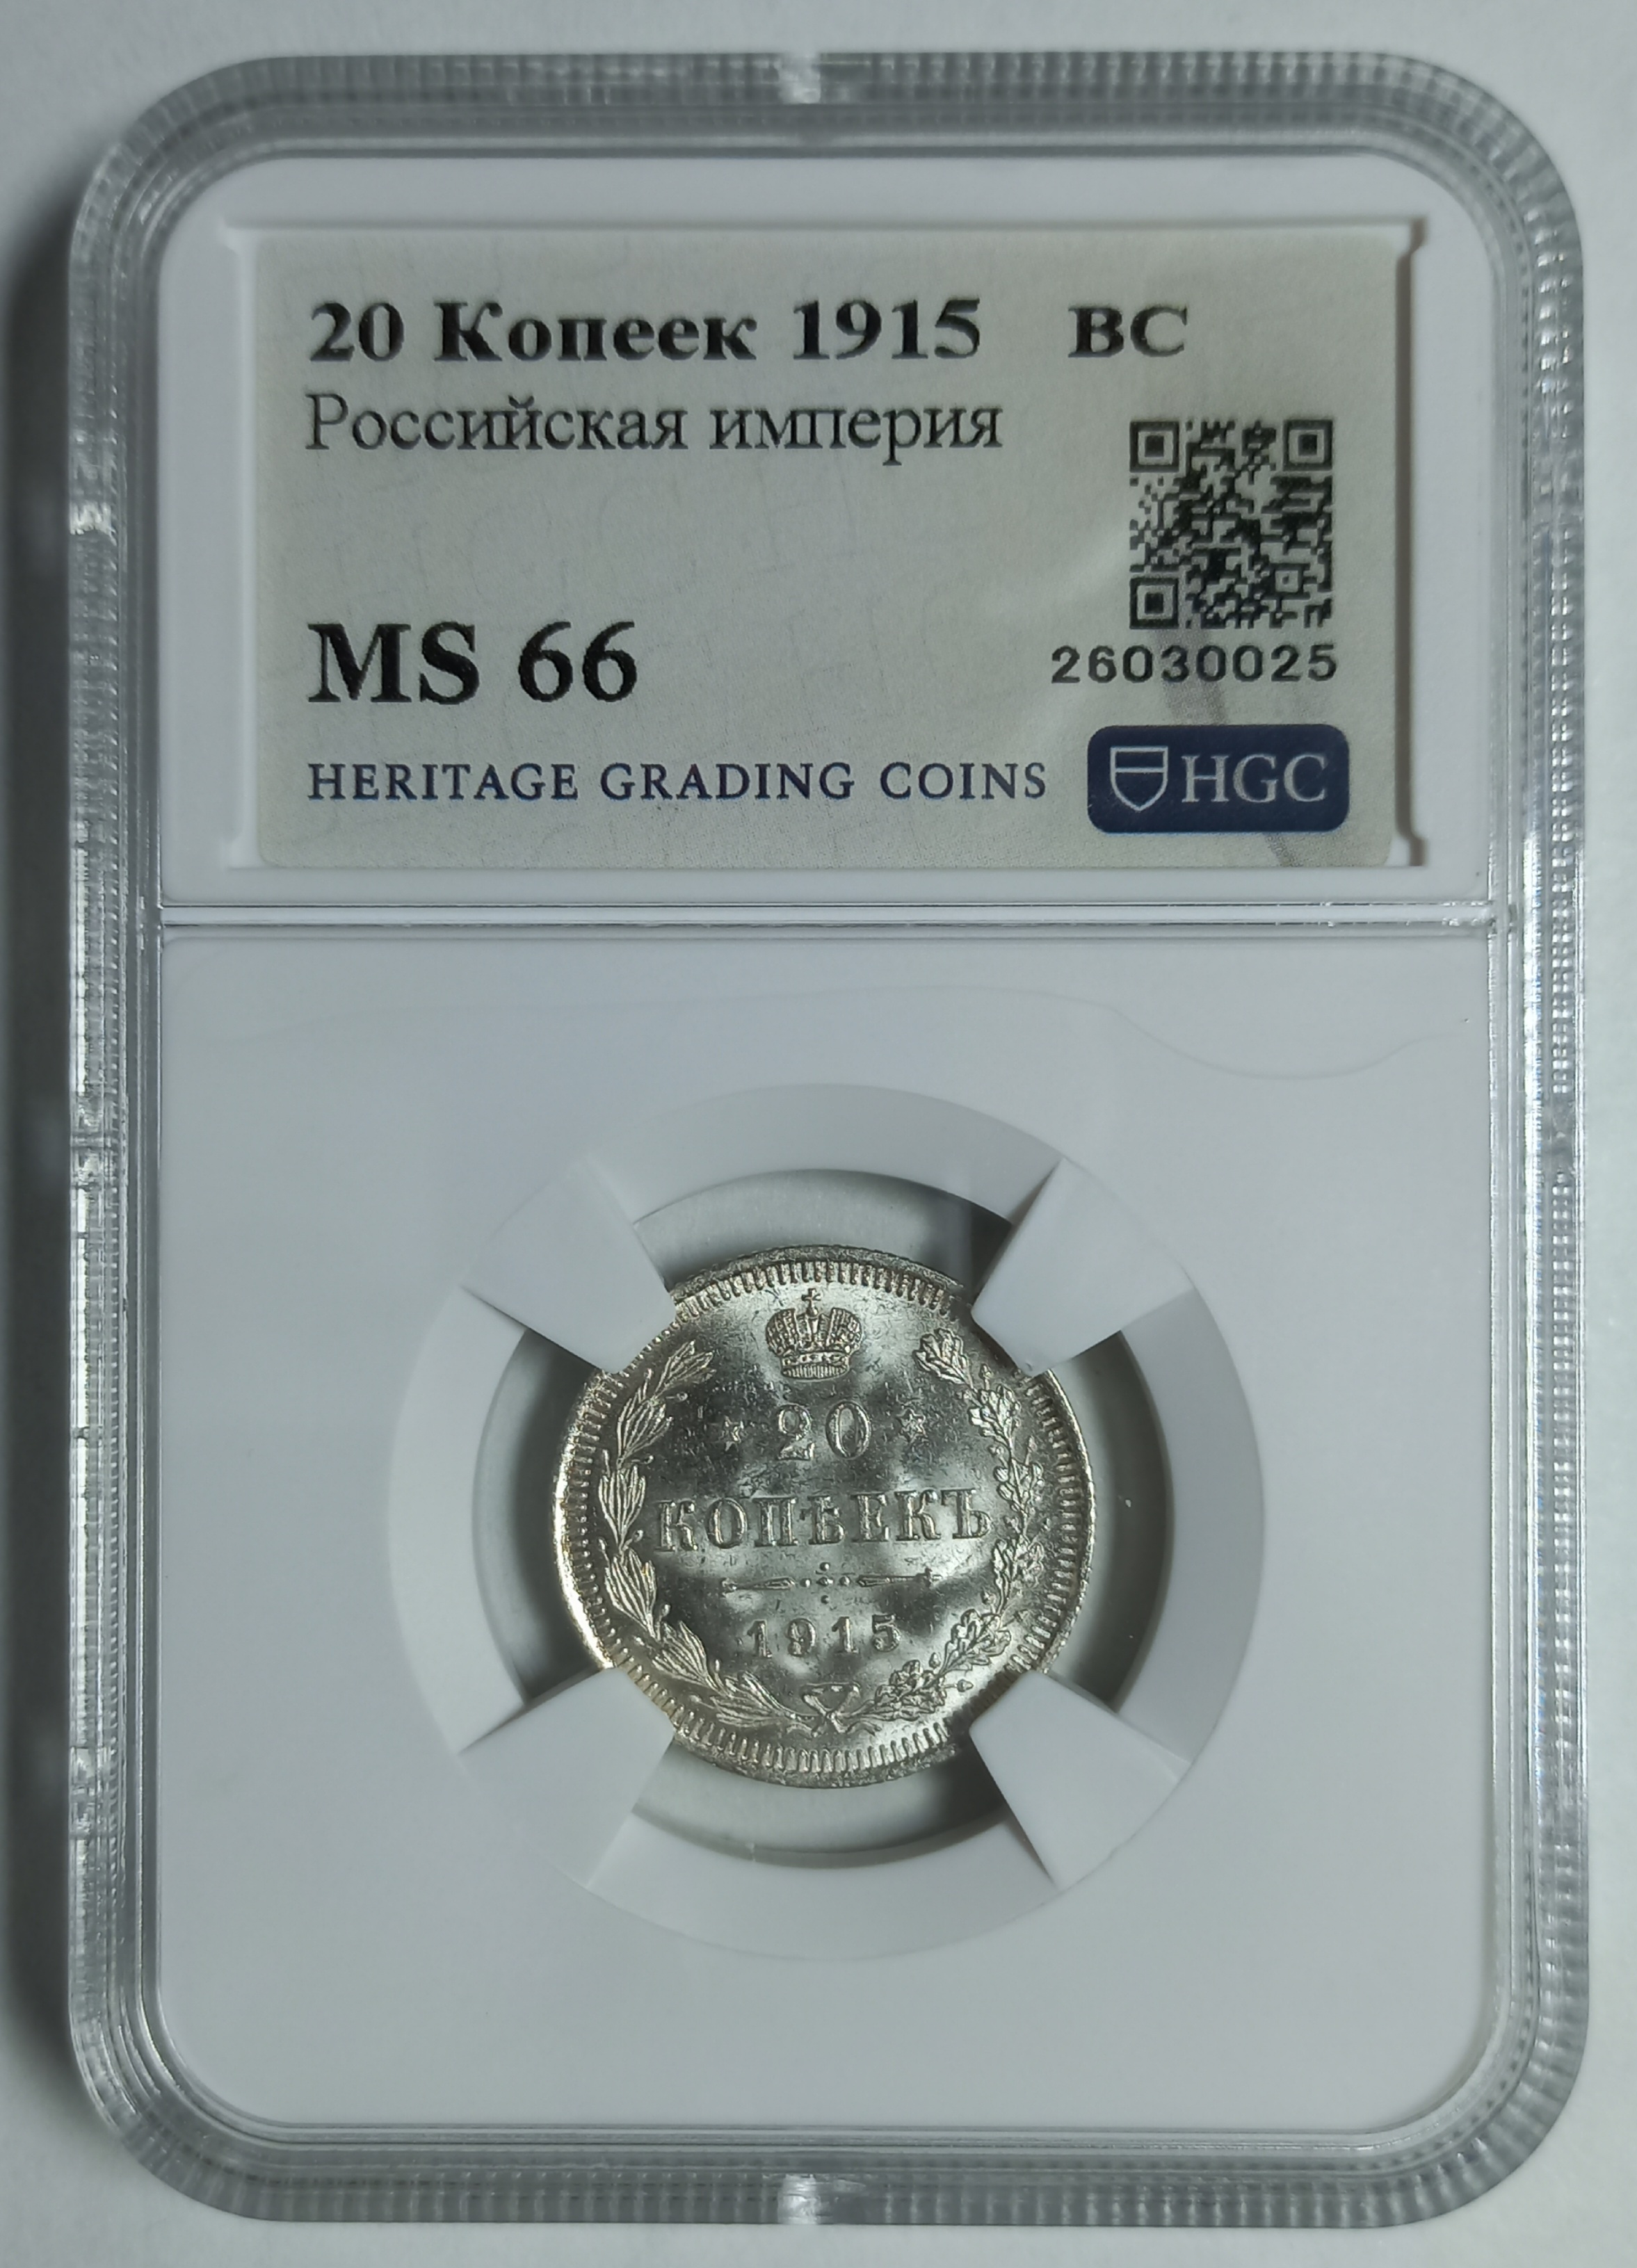 20 Копеек 1915 ВС
Российская империя
MS 66
26030025
HERITAGE GRADING COINS HGC
20
КОПѢЕКЪ
1915